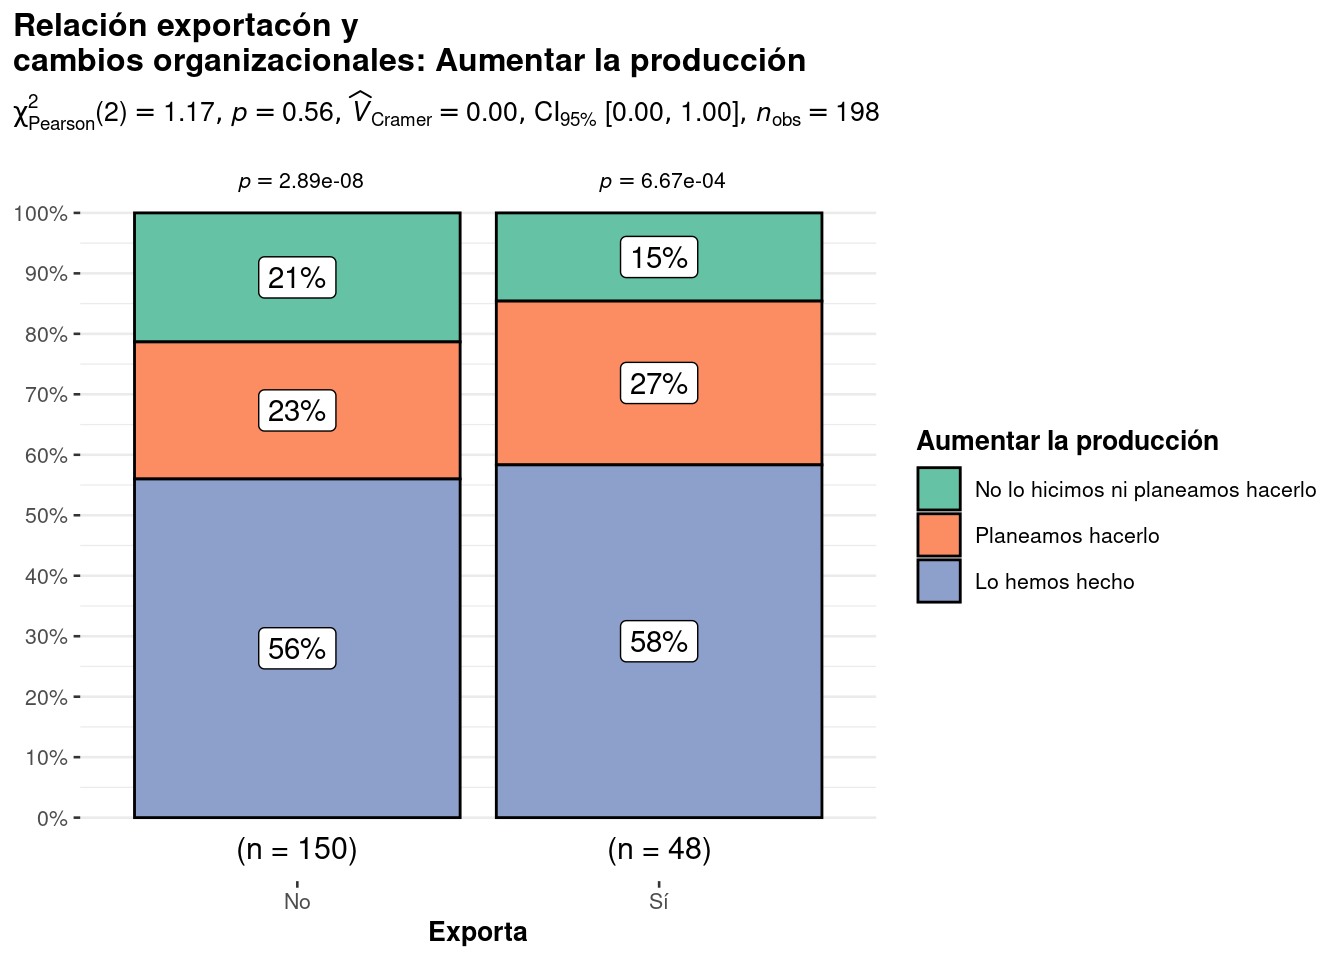 Relación exportacón y
cambios organizacionales: Aumentar la producción
χ²Pearson(2) = 1.17, p = 0.56, V̂Cramer = 0.00, CI95% [0.00, 1.00], nobs = 198
p = 2.89e-08 p = 6.67e-04
100%
90%
80%
70%
60%
50%
40%
30%
20%
10%
0%
21%
23%
56%
15%
27%
58%
(n = 150) (n = 48)
No Sí
Exporta
Aumentar la producción
No lo hicimos ni planeamos hacerlo
Planeamos hacerlo
Lo hemos hecho